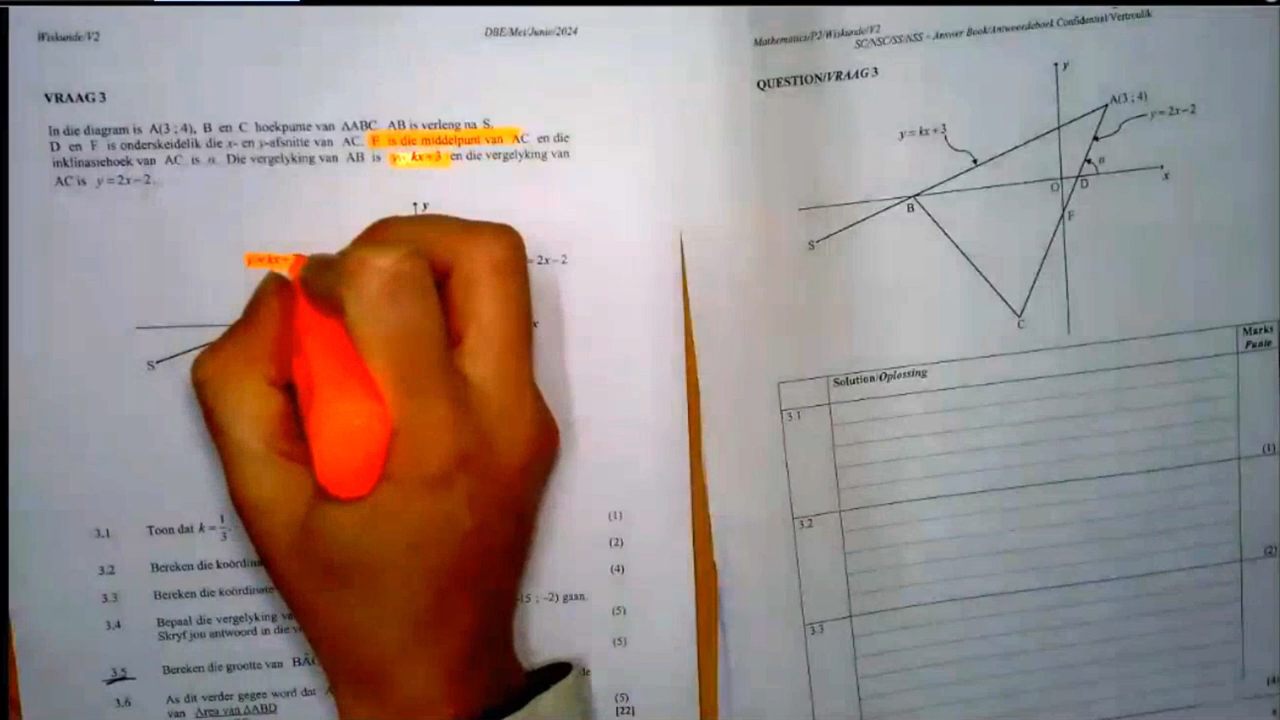 Wiskunde/V2
DBE/Mei/Junie/2024
VRAAG 3
In die diagram is A(3 ; 4), B en C hoekpunte van ΔABC. AB is verleng na S.
D en F is onderskeidelik die x- en y-afsnitte van AC. F is die middelpunt van AC en die
inklinasiehoek van AC is α. Die vergelyking van AB is y = kx+3 en die vergelyking van
AC is y = 2x − 2.
y
y = kx
= 2x − 2
x
S
3.1 Toon dat k = 1/3. (1)
3.2 Bereken die koördina (2)
3.3 Bereken die koördinate (4)
3.4 Bepaal die vergelyking va
15 ; −2) gaan.
Skryf jou antwoord in die v (5)
3.5 Bereken die grootte van BÂC (5)
3.6 As dit verder gegee word dat
de
van Area van ΔABD (5)
[22]
Mathematics/P2/Wiskunde/V2
SC/NSC/SS/NSS – Answer Book/Antwoordeboek Confidential/Vertroulik
QUESTION/VRAAG 3
y
A(3 ; 4)
y = kx + 3
y = 2x − 2
α
x
O
D
B
F
S
C
Solution/Oplossing
Marks
Punte
3.1
(1)
3.2
(2)
3.3